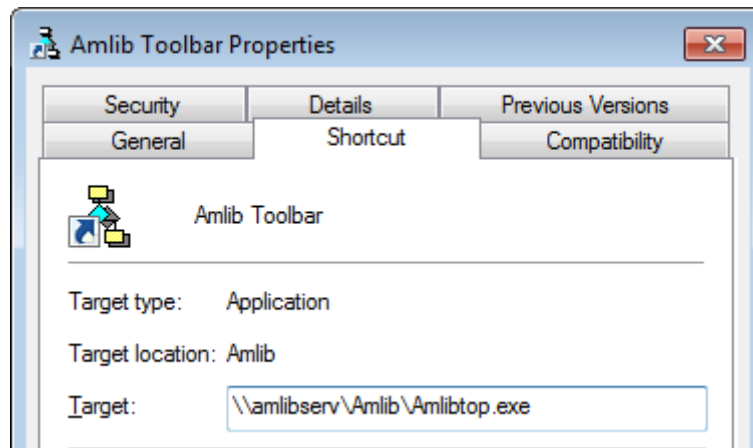 Amlib Toolbar Properties
Security Details Previous Versions
General Shortcut Compatibility
Amlib Toolbar
Target type: Application
Target location: Amlib
Target: \\amlibserv\Amlib\Amlibtop.exe